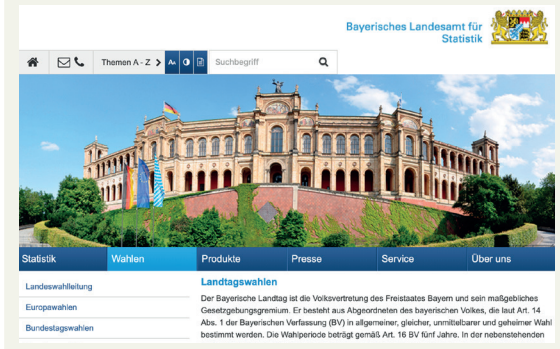 Bayerisches Landesamt für
Statistik
Themen A - Z
AA
Suchbegriff
Statistik
Wahlen
Produkte
Presse
Service
Über uns
Landeswahlleitung
Europawahlen
Bundestagswahlen
Landtagswahlen
Der Bayerische Landtag ist die Volksvertretung des Freistaates Bayern und sein maßgebliches
Gesetzgebungsgremium. Er besteht aus Abgeordneten des bayerischen Volkes, die laut Art. 14
Abs. 1 der Bayerischen Verfassung (BV) in allgemeiner, gleicher, unmittelbarer und geheimer Wahl
bestimmt werden. Die Wahlperiode beträgt gemäß Art. 16 BV fünf Jahre. In der nebenstehenden